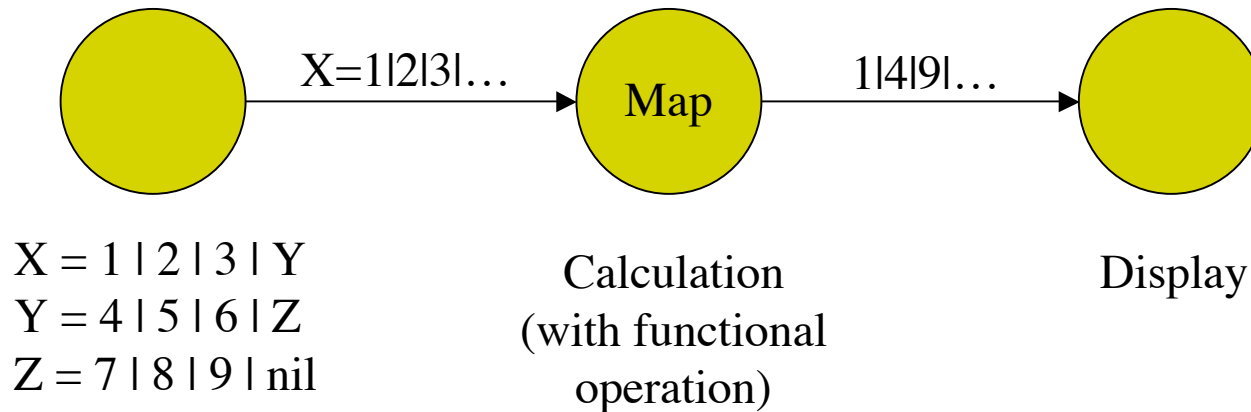 X=1|2|3|…
Map
1|4|9|…
X = 1 | 2 | 3 | Y
Y = 4 | 5 | 6 | Z
Z = 7 | 8 | 9 | nil
Calculation
(with functional
operation)
Display